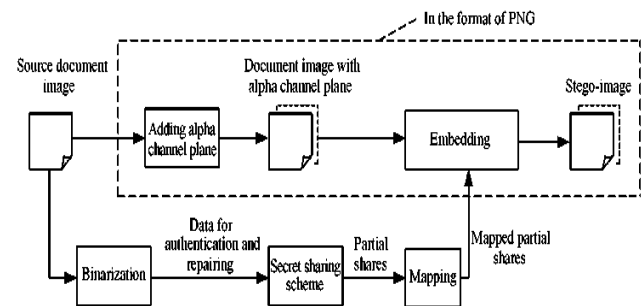 In the format of PNG
Source document
image
Document image with
alpha channel plane
Stego-image
Adding alpha
channel plane
Embedding
Data for
authentication and
repairing
Partial
shares
Mapped partial
shares
Binarization
Secret sharing
scheme
Mapping